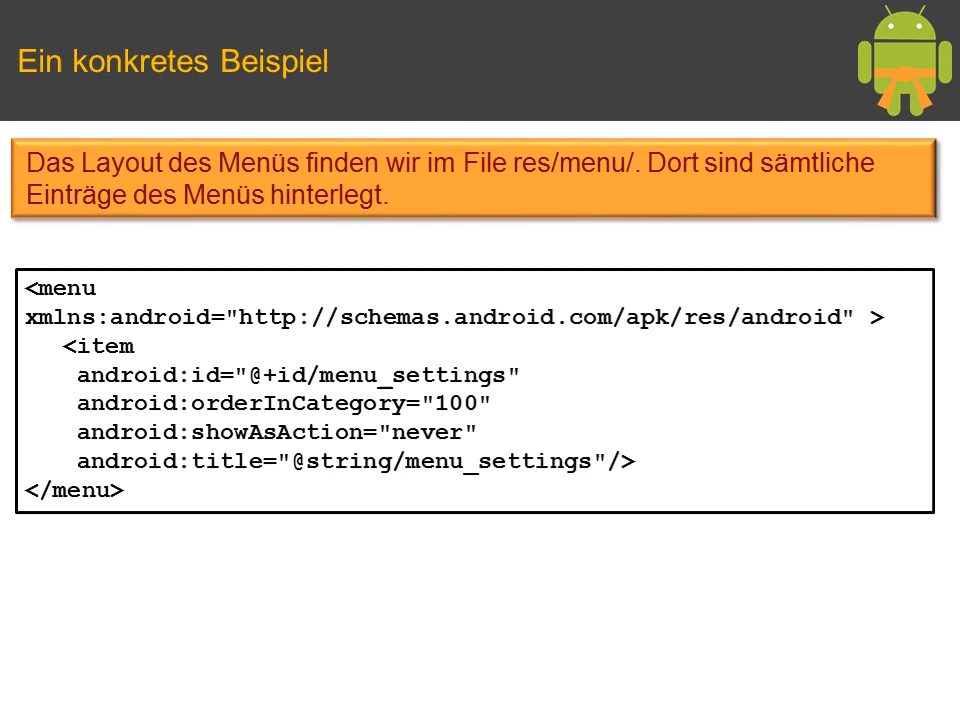 Ein konkretes Beispiel
Das Layout des Menüs finden wir im File res/menu/. Dort sind sämtliche
Einträge des Menüs hinterlegt.
<menu
xmlns:android="http://schemas.android.com/apk/res/android" >
<item
android:id="@+id/menu_settings"
android:orderInCategory="100"
android:showAsAction="never"
android:title="@string/menu_settings"/>
</menu>